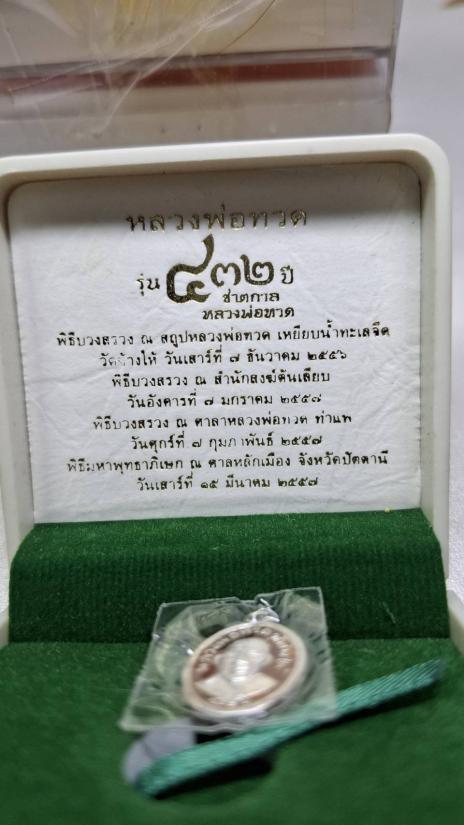 หลวงพ่อทวด
รุ่น ๔๓๒ ปี
ชาตกาล
หลวงพ่อทวด
พิธีบวงสรวง ณ สถูปหลวงพ่อทวด เหยียบน้ำทะเลจืด
วัดช้างให้ วันเสาร์ที่ ๗ ธันวาคม ๒๕๕๖
พิธีบวงสรวง ณ สำนักสงฆ์ต้นเลียบ
วันอังคารที่ ๗ มกราคม ๒๕๕๗
พิธีบวงสรวง ณ ศาลาหลวงพ่อทวด ท่าแพ
วันศุกร์ที่ ๗ กุมภาพันธ์ ๒๕๕๗
พิธีมหาพุทธาภิเษก ณ ศาลหลักเมือง จังหวัดปัตตานี
วันเสาร์ที่ ๑๕ มีนาคม ๒๕๕๗